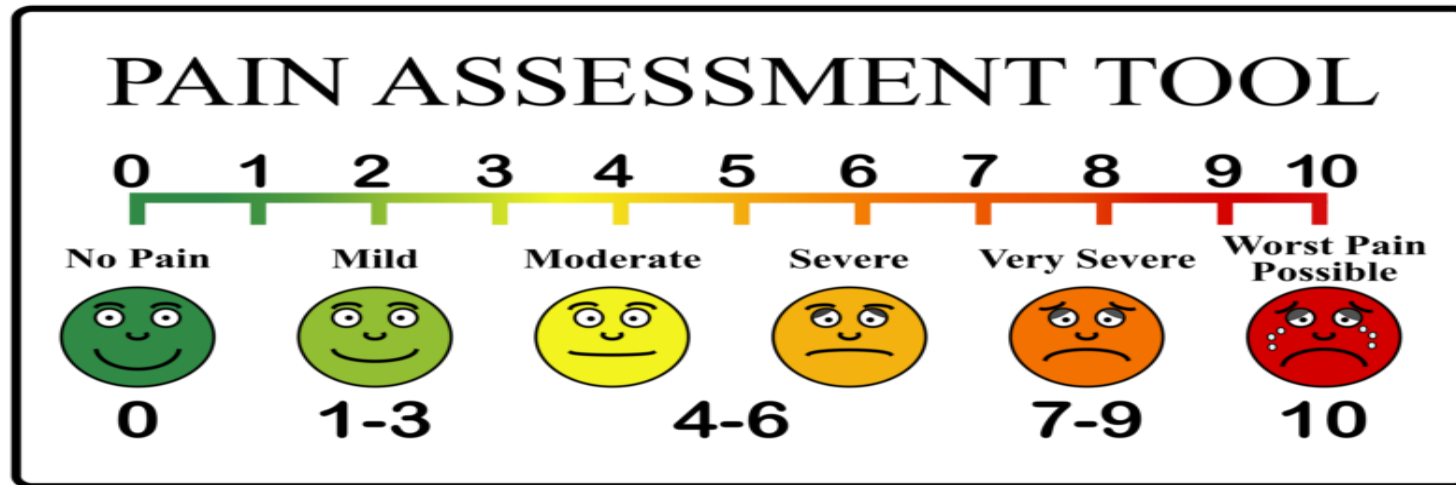 PAIN ASSESSMENT TOOL
0 1 2 3 4 5 6 7 8 9 10
No Pain Mild Moderate Severe Very Severe Worst Pain
Possible
0 1-3 4-6 7-9 10